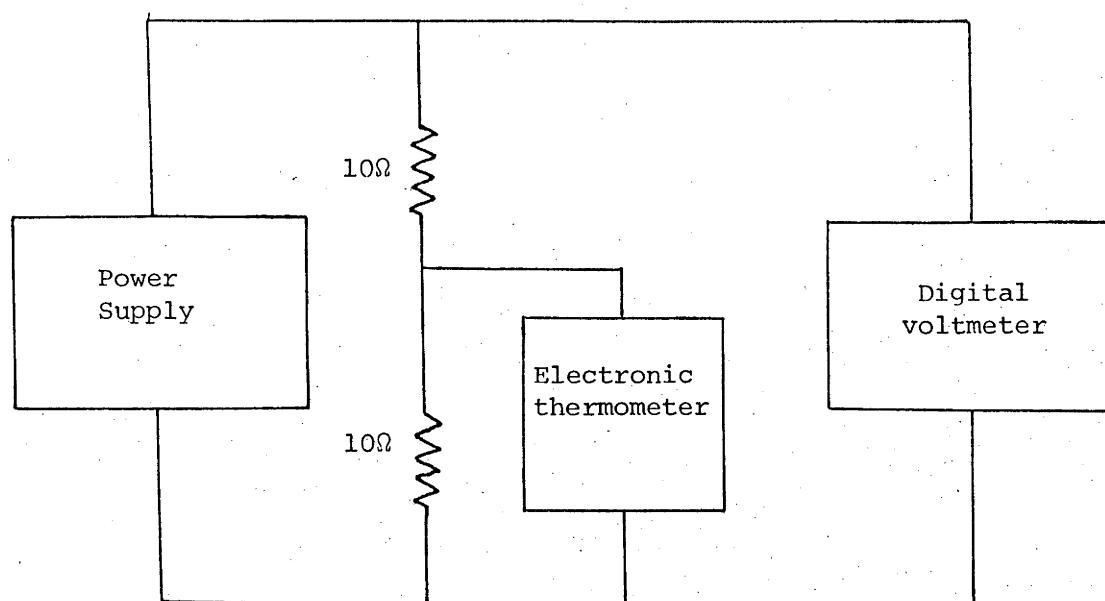 10Ω
Power
Supply
Digital
voltmeter
Electronic
thermometer
10Ω